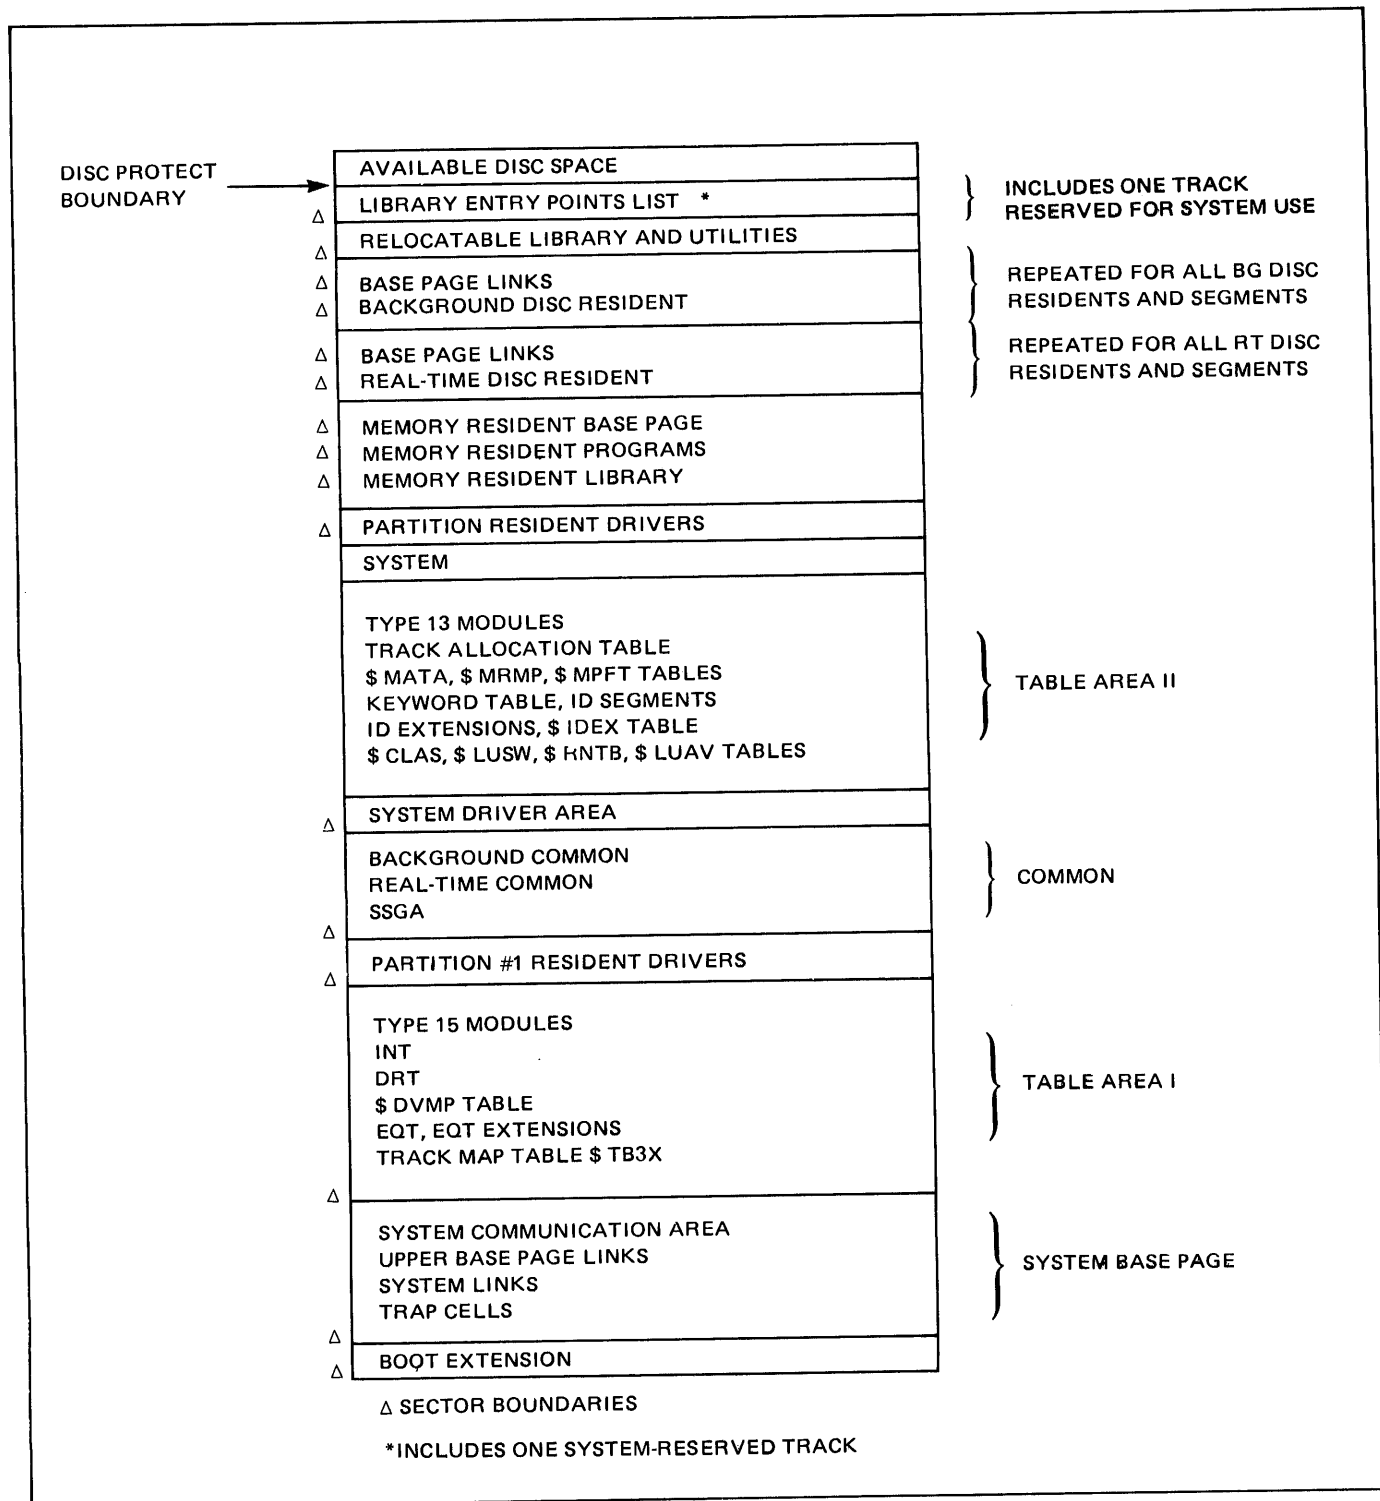 DISC PROTECT
BOUNDARY
AVAILABLE DISC SPACE
Δ LIBRARY ENTRY POINTS LIST *
INCLUDES ONE TRACK
RESERVED FOR SYSTEM USE
Δ RELOCATABLE LIBRARY AND UTILITIES
Δ BASE PAGE LINKS
Δ BACKGROUND DISC RESIDENT
REPEATED FOR ALL BG DISC
RESIDENTS AND SEGMENTS
Δ BASE PAGE LINKS
Δ REAL-TIME DISC RESIDENT
REPEATED FOR ALL RT DISC
RESIDENTS AND SEGMENTS
Δ MEMORY RESIDENT BASE PAGE
Δ MEMORY RESIDENT PROGRAMS
Δ MEMORY RESIDENT LIBRARY
Δ PARTITION RESIDENT DRIVERS
SYSTEM
TYPE 13 MODULES
TRACK ALLOCATION TABLE
$ MATA, $ MRMP, $ MPFT TABLES
KEYWORD TABLE, ID SEGMENTS
ID EXTENSIONS, $ IDEX TABLE
$ CLAS, $ LUSW, $ RNTB, $ LUAV TABLES
TABLE AREA II
Δ SYSTEM DRIVER AREA
BACKGROUND COMMON
REAL-TIME COMMON
SSGA
Δ
COMMON
PARTITION #1 RESIDENT DRIVERS
Δ
TYPE 15 MODULES
INT
DRT
$ DVMP TABLE
EQT, EQT EXTENSIONS
TRACK MAP TABLE $ TB3X
Δ
TABLE AREA I
SYSTEM COMMUNICATION AREA
UPPER BASE PAGE LINKS
SYSTEM LINKS
TRAP CELLS
Δ
SYSTEM BASE PAGE
Δ BOOT EXTENSION
Δ SECTOR BOUNDARIES
*INCLUDES ONE SYSTEM-RESERVED TRACK